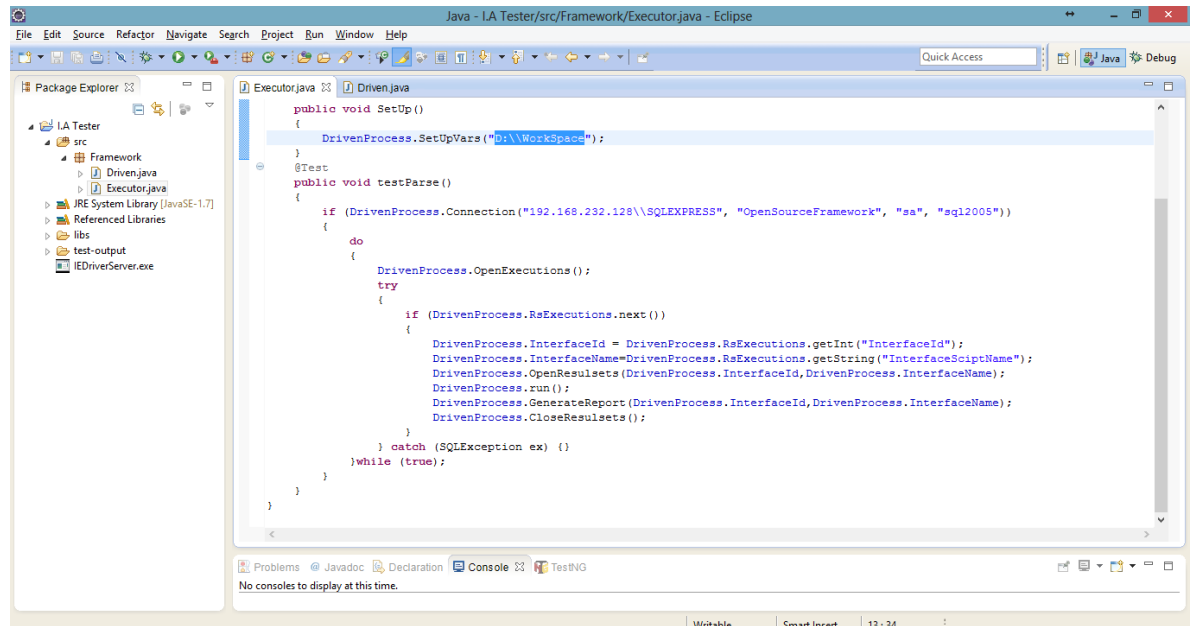 Java - I.A Tester/src/Framework/Executor.java - Eclipse
File Edit Source Refactor Navigate Search Project Run Window Help
Quick Access
Java
Debug
Package Explorer
I.A Tester
src
Framework
Driven.java
Executor.java
JRE System Library [JavaSE-1.7]
Referenced Libraries
libs
test-output
IEDriverServer.exe
Executor.java
Driven.java
public void SetUp()
{
DrivenProcess.SetUpVars("D:\\WorkSpace");
}
@Test
public void testParse()
{
if (DrivenProcess.Connection("192.168.232.128\\SQLEXPRESS", "OpenSourceFramework", "sa", "sql2005"))
{
do
{
DrivenProcess.OpenExecutions();
try
{
if (DrivenProcess.RsExecutions.next())
{
DrivenProcess.InterfaceId = DrivenProcess.RsExecutions.getInt("InterfaceId");
DrivenProcess.InterfaceName=DrivenProcess.RsExecutions.getString("InterfaceSciptName");
DrivenProcess.OpenResulsets(DrivenProcess.InterfaceId,DrivenProcess.InterfaceName);
DrivenProcess.run();
DrivenProcess.GenerateReport(DrivenProcess.InterfaceId,DrivenProcess.InterfaceName);
DrivenProcess.CloseResulsets();
}
} catch (SQLException ex) {}
}while (true);
}
}
}
Problems @ Javadoc Declaration Console TestNG
No consoles to display at this time.
Writable Smart Insert 13 : 34